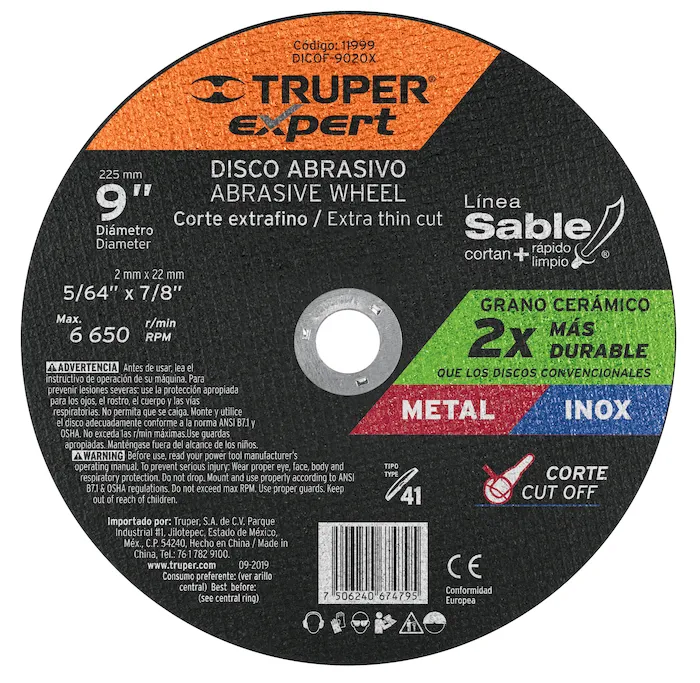 Código: 11999
DICOF-9020X
TRUPER®
expert
DISCO ABRASIVO
ABRASIVE WHEEL
Corte extrafino / Extra thin cut
225 mm
9"
Diámetro
Diameter
2 mm x 22 mm
5/64" x 7/8"
Max. 6 650 r/min RPM
Línea
Sable
cortan + rápido
limpio ®
GRANO CERÁMICO
2x MÁS
DURABLE
QUE LOS DISCOS CONVENCIONALES
METAL INOX
ADVERTENCIA Antes de usar, lea el
instructivo de operación de su máquina. Para
prevenir lesiones severas: use la protección apropiada
para los ojos, el rostro, el cuerpo y las vías
respiratorias. No permita que se caiga. Monte y utilice
el disco adecuadamente conforme a la norma ANSI B7.1 y
OSHA. No exceda las r/min máximas.Use guardas
apropiadas. Manténgase fuera del alcance de los niños.
WARNING Before use, read your power tool manufacturer's
operating manual. To prevent serious injury: Wear proper eye, face, body and
respiratory protection. Do not drop. Mount and use properly according to ANSI
B7.1 & OSHA regulations. Do not exceed max RPM. Use proper guards. Keep
out of reach of children.
TIPO
TYPE
41
CORTE
CUT OFF
Importado por: Truper, S.A. de C.V. Parque
Industrial #1, Jilotepec, Estado de México,
Méx., C.P. 54240, Hecho en China / Made in
China, Tel.: 76 1 782 9100.
www.truper.com 09-2019
Consumo preferente: (ver arillo
central) Best before:
(see central ring)
7 506240 674795
CE
Conformidad
Europea